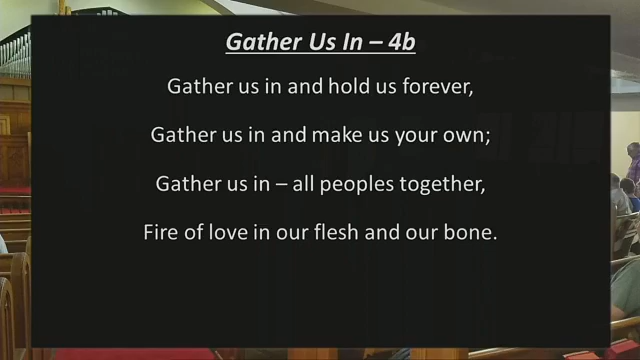 Gather Us In – 4b
Gather us in and hold us forever,
Gather us in and make us your own;
Gather us in – all peoples together,
Fire of love in our flesh and our bone.